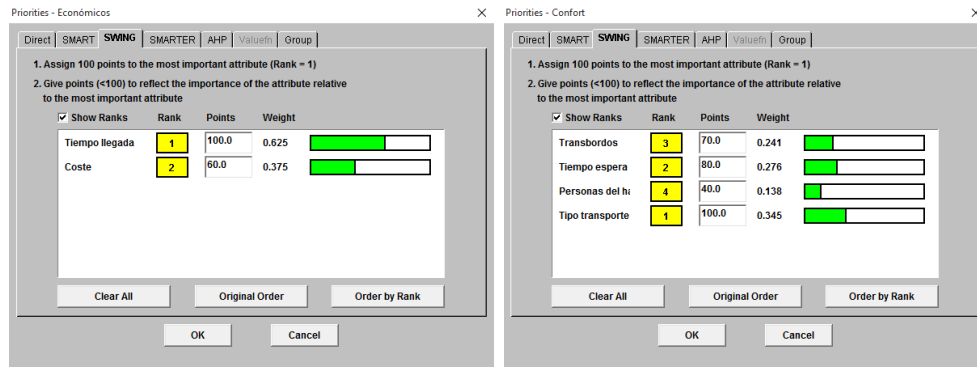 Priorities - Económicos
Direct SMART SWING SMARTER AHP Valuefn Group
1. Assign 100 points to the most important attribute (Rank = 1)
2. Give points (<100) to reflect the importance of the attribute relative
to the most important attribute
Show Ranks Rank Points Weight
Tiempo llegada 1 100.0 0.625
Coste 2 60.0 0.375
Clear All Original Order Order by Rank
OK Cancel
Priorities - Confort
Direct SMART SWING SMARTER AHP Valuefn Group
1. Assign 100 points to the most important attribute (Rank = 1)
2. Give points (<100) to reflect the importance of the attribute relative
to the most important attribute
Show Ranks Rank Points Weight
Transbordos 3 70.0 0.241
Tiempo espera 2 80.0 0.276
Personas del ha 4 40.0 0.138
Tipo transporte 1 100.0 0.345
Clear All Original Order Order by Rank
OK Cancel